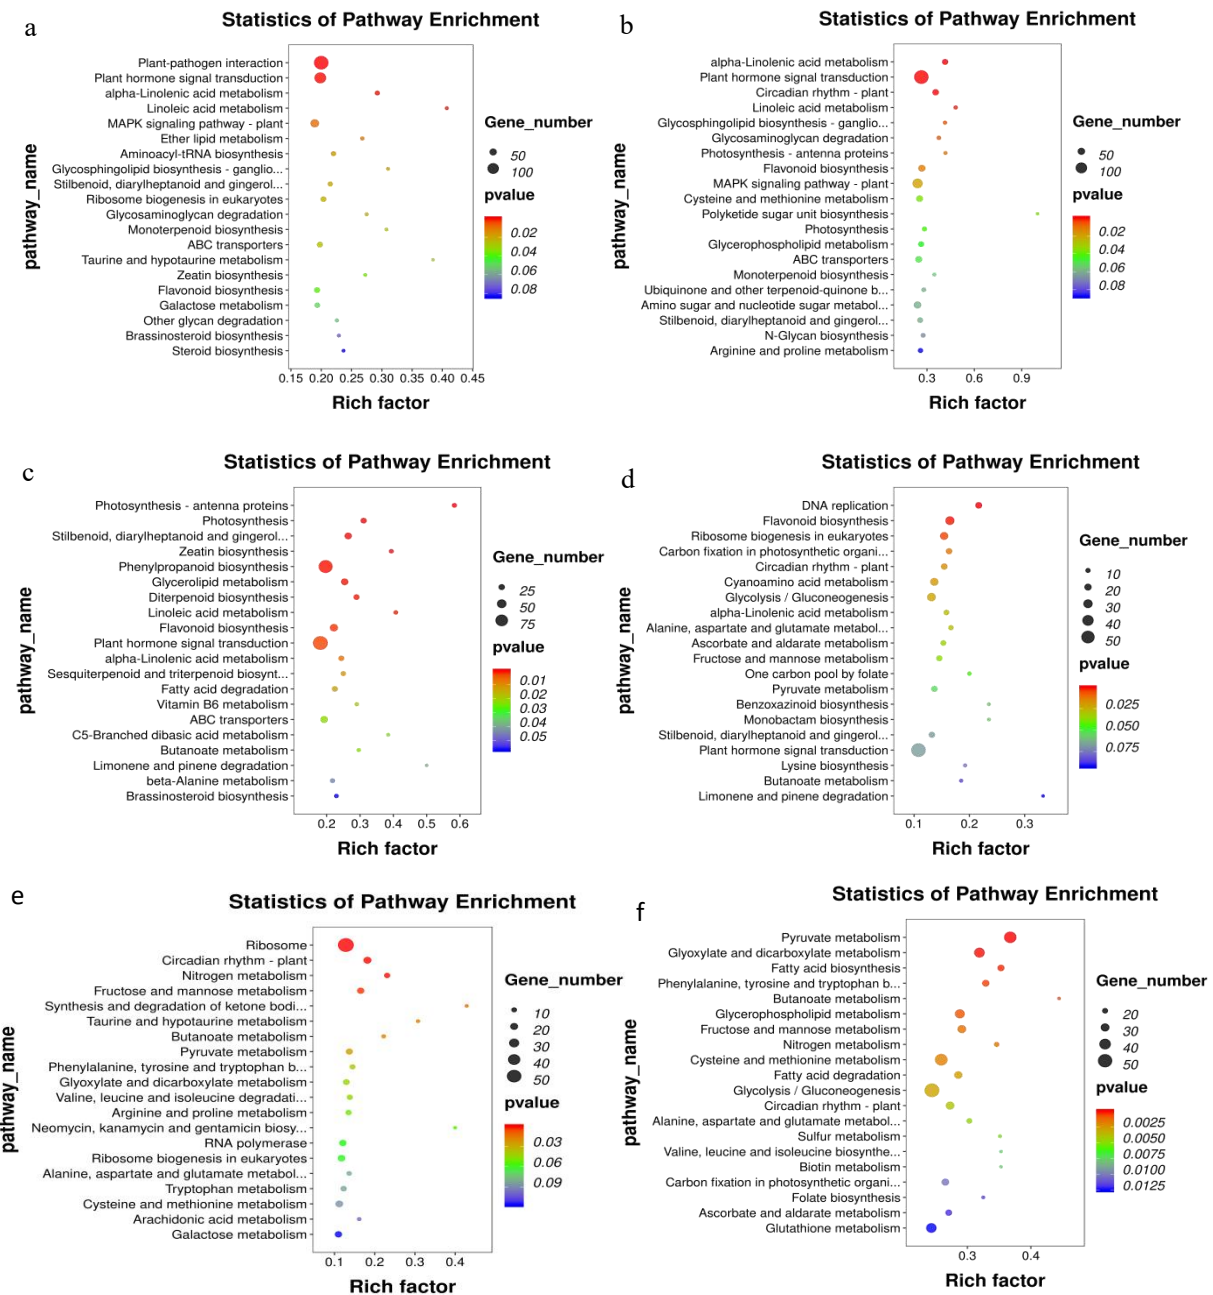 a
Statistics of Pathway Enrichment
pathway_name
Plant-pathogen interaction
Plant hormone signal transduction
alpha-Linolenic acid metabolism
Linoleic acid metabolism
MAPK signaling pathway - plant
Ether lipid metabolism
Aminoacyl-tRNA biosynthesis
Glycosphingolipid biosynthesis - ganglio...
Stilbenoid, diarylheptanoid and gingerol...
Ribosome biogenesis in eukaryotes
Glycosaminoglycan degradation
Monoterpenoid biosynthesis
ABC transporters
Taurine and hypotaurine metabolism
Zeatin biosynthesis
Flavonoid biosynthesis
Galactose metabolism
Other glycan degradation
Brassinosteroid biosynthesis
Steroid biosynthesis
0.15 0.20 0.25 0.30 0.35 0.40 0.45
Rich factor
Gene_number
50
100
pvalue
0.02
0.04
0.06
0.08
b
Statistics of Pathway Enrichment
pathway_name
alpha-Linolenic acid metabolism
Plant hormone signal transduction
Circadian rhythm - plant
Linoleic acid metabolism
Glycosphingolipid biosynthesis - ganglio...
Glycosaminoglycan degradation
Photosynthesis - antenna proteins
Flavonoid biosynthesis
MAPK signaling pathway - plant
Cysteine and methionine metabolism
Polyketide sugar unit biosynthesis
Photosynthesis
Glycerophospholipid metabolism
ABC transporters
Monoterpenoid biosynthesis
Ubiquinone and other terpenoid-quinone b...
Amino sugar and nucleotide sugar metabol...
Stilbenoid, diarylheptanoid and gingerol...
N-Glycan biosynthesis
Arginine and proline metabolism
0.3 0.6 0.9
Rich factor
Gene_number
50
100
pvalue
0.02
0.04
0.06
0.08
c
Statistics of Pathway Enrichment
pathway_name
Photosynthesis - antenna proteins
Photosynthesis
Stilbenoid, diarylheptanoid and gingerol...
Zeatin biosynthesis
Phenylpropanoid biosynthesis
Glycerolipid metabolism
Diterpenoid biosynthesis
Linoleic acid metabolism
Flavonoid biosynthesis
Plant hormone signal transduction
alpha-Linolenic acid metabolism
Sesquiterpenoid and triterpenoid biosynt...
Fatty acid degradation
Vitamin B6 metabolism
ABC transporters
C5-Branched dibasic acid metabolism
Butanoate metabolism
Limonene and pinene degradation
beta-Alanine metabolism
Brassinosteroid biosynthesis
0.2 0.3 0.4 0.5 0.6
Rich factor
Gene_number
25
50
75
pvalue
0.01
0.02
0.03
0.04
0.05
d
Statistics of Pathway Enrichment
pathway_name
DNA replication
Flavonoid biosynthesis
Ribosome biogenesis in eukaryotes
Carbon fixation in photosynthetic organi...
Circadian rhythm - plant
Cyanoamino acid metabolism
Glycolysis / Gluconeogenesis
alpha-Linolenic acid metabolism
Alanine, aspartate and glutamate metabol...
Ascorbate and aldarate metabolism
Fructose and mannose metabolism
One carbon pool by folate
Pyruvate metabolism
Benzoxazinoid biosynthesis
Monobactam biosynthesis
Stilbenoid, diarylheptanoid and gingerol...
Plant hormone signal transduction
Lysine biosynthesis
Butanoate metabolism
Limonene and pinene degradation
0.1 0.2 0.3
Rich factor
Gene_number
10
20
30
40
50
pvalue
0.025
0.050
0.075
e
Statistics of Pathway Enrichment
pathway_name
Ribosome
Circadian rhythm - plant
Nitrogen metabolism
Fructose and mannose metabolism
Synthesis and degradation of ketone bodi...
Taurine and hypotaurine metabolism
Butanoate metabolism
Pyruvate metabolism
Phenylalanine, tyrosine and tryptophan b...
Glyoxylate and dicarboxylate metabolism
Valine, leucine and isoleucine degradati...
Arginine and proline metabolism
Neomycin, kanamycin and gentamicin biosy...
RNA polymerase
Ribosome biogenesis in eukaryotes
Alanine, aspartate and glutamate metabol...
Tryptophan metabolism
Cysteine and methionine metabolism
Arachidonic acid metabolism
Galactose metabolism
0.1 0.2 0.3 0.4
Rich factor
Gene_number
10
20
30
40
50
pvalue
0.03
0.06
0.09
f
Statistics of Pathway Enrichment
pathway_name
Pyruvate metabolism
Glyoxylate and dicarboxylate metabolism
Fatty acid biosynthesis
Phenylalanine, tyrosine and tryptophan b...
Butanoate metabolism
Glycerophospholipid metabolism
Fructose and mannose metabolism
Nitrogen metabolism
Cysteine and methionine metabolism
Fatty acid degradation
Glycolysis / Gluconeogenesis
Circadian rhythm - plant
Alanine, aspartate and glutamate metabol...
Sulfur metabolism
Valine, leucine and isoleucine biosynthe...
Biotin metabolism
Carbon fixation in photosynthetic organi...
Folate biosynthesis
Ascorbate and aldarate metabolism
Glutathione metabolism
0.3 0.4
Rich factor
Gene_number
20
30
40
50
pvalue
0.0025
0.0050
0.0075
0.0100
0.0125